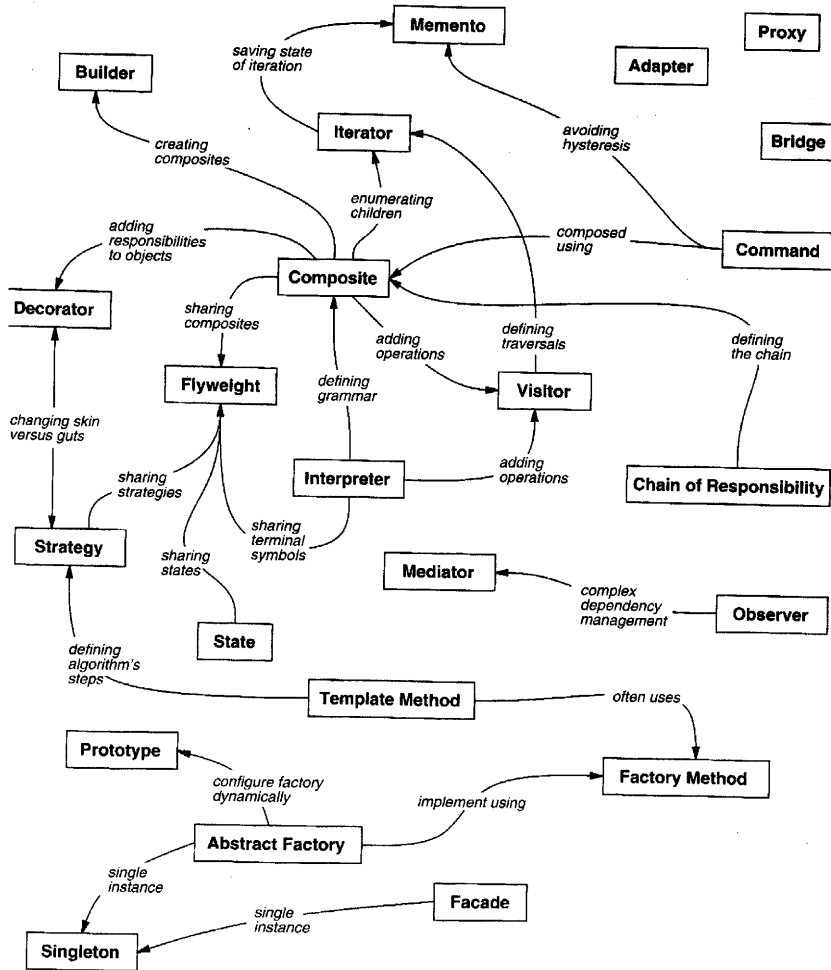 Memento
Proxy
saving state
of iteration
Adapter
Builder
Iterator
avoiding
hysteresis
Bridge
creating
composites
enumerating
children
adding
responsibilities
to objects
composed
using
Command
Composite
Decorator
sharing
composites
adding
operations
defining
traversals
defining
the chain
Flyweight
defining
grammar
Visitor
changing skin
versus guts
sharing
strategies
Interpreter
adding
operations
Chain of Responsibility
Strategy
sharing
terminal
symbols
sharing
states
Mediator
complex
dependency
management
Observer
State
defining
algorithm's
steps
Template Method
often uses
Prototype
Factory Method
configure factory
dynamically
implement using
Abstract Factory
single
instance
Facade
single
instance
Singleton